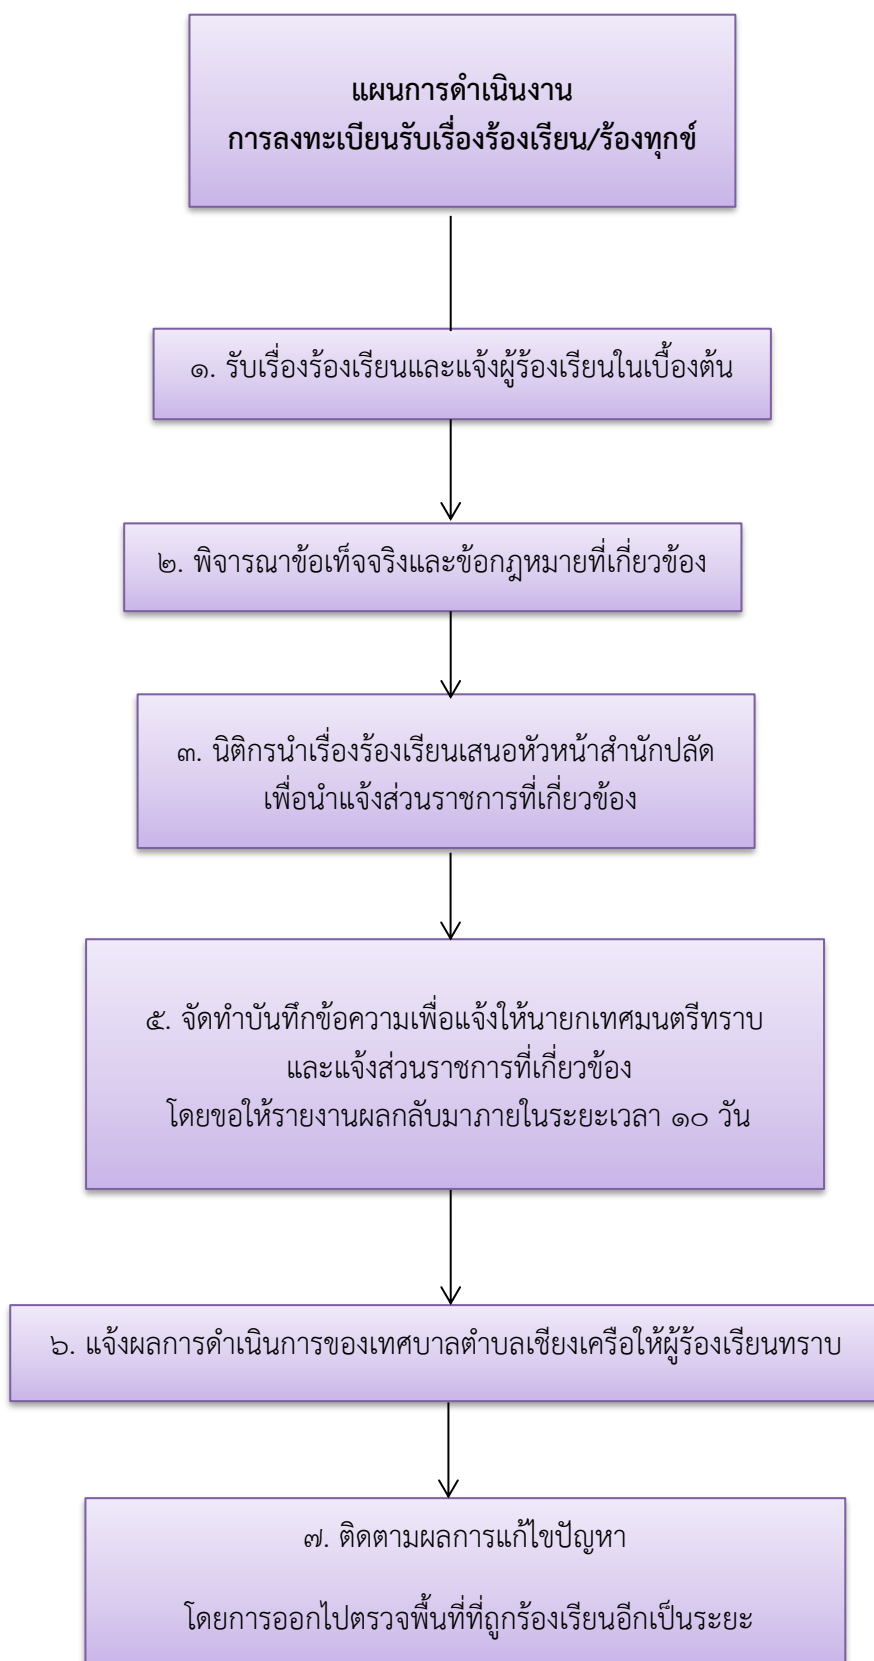 แผนการดำเนินงาน
การลงทะเบียนรับเรื่องร้องเรียน/ร้องทุกข์
๑. รับเรื่องร้องเรียนและแจ้งผู้ร้องเรียนในเบื้องต้น
๒. พิจารณาข้อเท็จจริงและข้อกฎหมายที่เกี่ยวข้อง
๓. นิติกรนำเรื่องร้องเรียนเสนอหัวหน้าสำนักปลัด
เพื่อนำแจ้งส่วนราชการที่เกี่ยวข้อง
๕. จัดทำบันทึกข้อความเพื่อแจ้งให้นายกเทศมนตรีทราบ
และแจ้งส่วนราชการที่เกี่ยวข้อง
โดยขอให้รายงานผลกลับมาภายในระยะเวลา ๑๐ วัน
๖. แจ้งผลการดำเนินการของเทศบาลตำบลเชียงเครือให้ผู้ร้องเรียนทราบ
๗. ติดตามผลการแก้ไขปัญหา
โดยการออกไปตรวจพื้นที่ที่ถูกร้องเรียนอีกเป็นระยะ